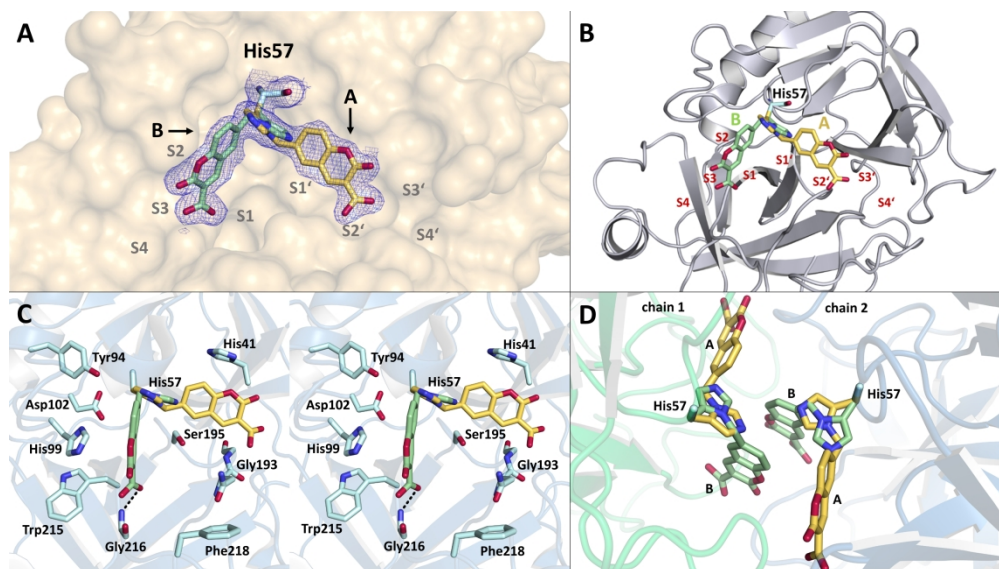 A
His57
A
B
S2
S1‘
S3‘
S3
S1
S2‘
S4
S4‘
B
His57
B
A
S2
S1‘
S3
S1
S2‘
S3‘
S4
S4‘
C
Tyr94
His41
His57
Asp102
His99
Ser195
Gly193
Trp215
Gly216
Phe218
Tyr94
His41
His57
Asp102
His99
Ser195
Gly193
Trp215
Gly216
Phe218
D
chain 1
chain 2
A
His57
B
His57
B
A